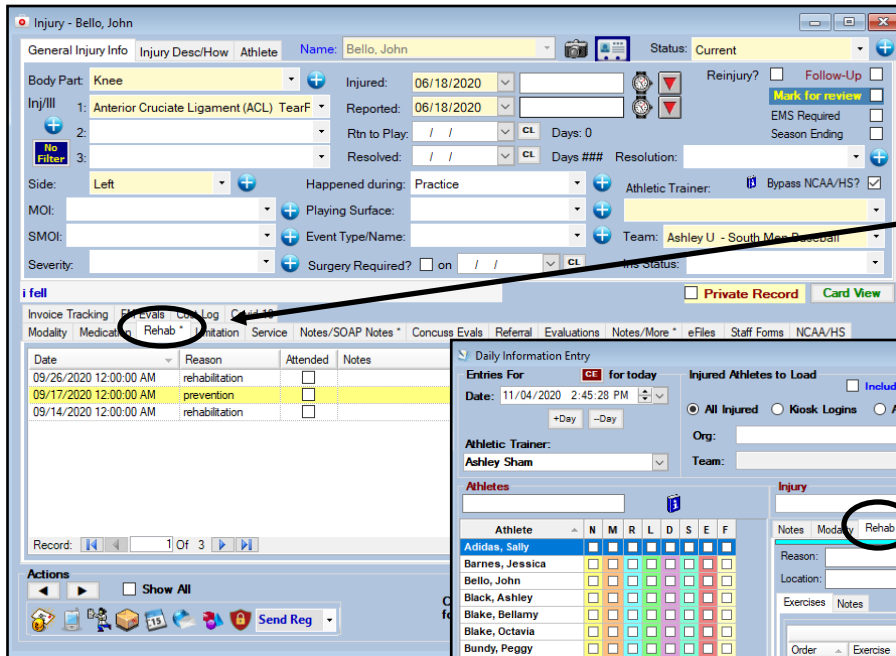 Injury - Bello, John
General Injury Info Injury Desc/How Athlete Name: Bello, John Status: Current
Body Part: Knee Injured: 06/18/2020 Reinjury? Follow-Up
Inj/Ill 1: Anterior Cruciate Ligament (ACL) TearF Reported: 06/18/2020 Mark for review
EMS Required
2: Rtn to Play: / / CL Days: 0 Season Ending
No Filter 3: Resolved: / / CL Days ### Resolution:
Side: Left Happened during: Practice Athletic Trainer: Bypass NCAA/HS?
MOI: Playing Surface:
SMOI: Event Type/Name: Team: Ashley U - South Men Baseball
Severity: Surgery Required? on / / CL Ins Status:
i fell Private Record Card View
Invoice Tracking Evals Cost Log Covid-19
Modality Medication Rehab * Limitation Service Notes/SOAP Notes * Concuss Evals Referral Evaluations Notes/More * eFiles Staff Forms NCAA/HS
Date Reason Attended Notes
09/26/2020 12:00:00 AM rehabilitation
09/17/2020 12:00:00 AM prevention
09/14/2020 12:00:00 AM rehabilitation
Record: 1 Of 3
Actions
Show All
15 Send Reg
Daily Information Entry
Entries For CE for today Injured Athletes to Load
Includ
Date: 11/04/2020 2:45:28 PM All Injured Kiosk Logins A
+Day --Day Org:
Athletic Trainer:
Ashley Sham Team:
Athletes Injury
Athlete N M R L D S E F Notes Modality Rehab
Adidas, Sally
Barnes, Jessica Reason:
Bello, John Location:
Black, Ashley
Blake, Bellamy Exercises Notes
Blake, Octavia
Bundy, Peggy Order Exercise